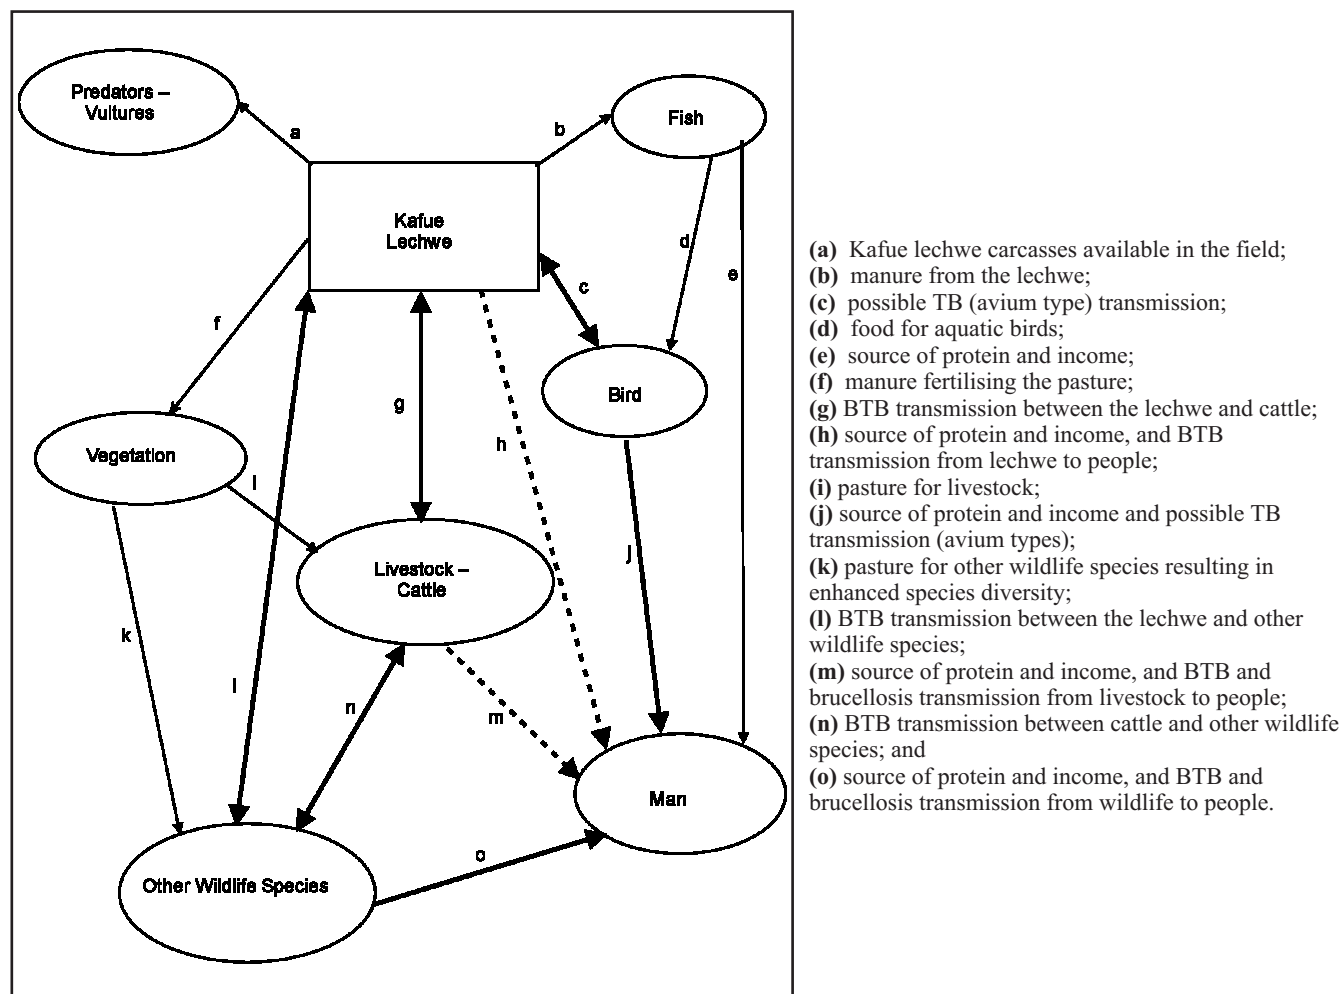 Predators –
Vultures
Fish
a
b
Kafue
Lechwe
d
e
c
f
Bird
g
h
Vegetation
l
j
Livestock –
Cattle
k
l
n
m
Man
o
Other Wildlife Species
(a) Kafue lechwe carcasses available in the field;
(b) manure from the lechwe;
(c) possible TB (avium type) transmission;
(d) food for aquatic birds;
(e) source of protein and income;
(f) manure fertilising the pasture;
(g) BTB transmission between the lechwe and cattle;
(h) source of protein and income, and BTB
transmission from lechwe to people;
(i) pasture for livestock;
(j) source of protein and income and possible TB
transmission (avium types);
(k) pasture for other wildlife species resulting in
enhanced species diversity;
(l) BTB transmission between the lechwe and other
wildlife species;
(m) source of protein and income, and BTB and
brucellosis transmission from livestock to people;
(n) BTB transmission between cattle and other wildlife
species; and
(o) source of protein and income, and BTB and
brucellosis transmission from wildlife to people.